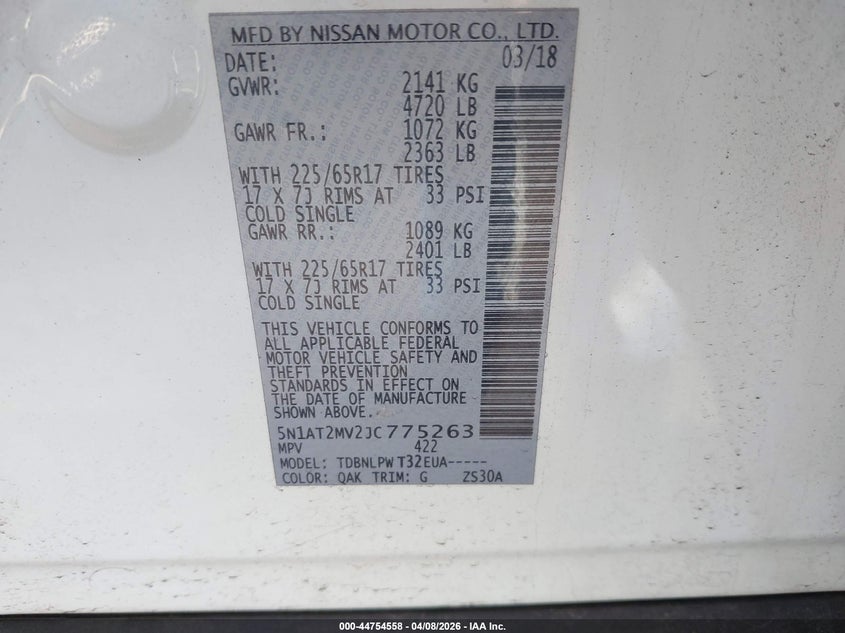 MFD BY NISSAN MOTOR CO., LTD.
DATE: 03/18
GVWR: 2141 KG
4720 LB
GAWR FR.: 1072 KG
2363 LB
WITH 225/65R17 TIRES
17 X 7J RIMS AT 33 PSI
COLD SINGLE
GAWR RR.: 1089 KG
2401 LB
WITH 225/65R17 TIRES
17 X 7J RIMS AT 33 PSI
COLD SINGLE
THIS VEHICLE CONFORMS TO
ALL APPLICABLE FEDERAL
MOTOR VEHICLE SAFETY AND
THEFT PREVENTION
STANDARDS IN EFFECT ON
THE DATE OF MANUFACTURE
SHOWN ABOVE.
5N1AT2MV2JC775263
MPV 422
MODEL: TDBNLPW T32EUA-----
COLOR: QAK TRIM: G ZS30A
000-44754558 - 04/08/2026 - IAA Inc.